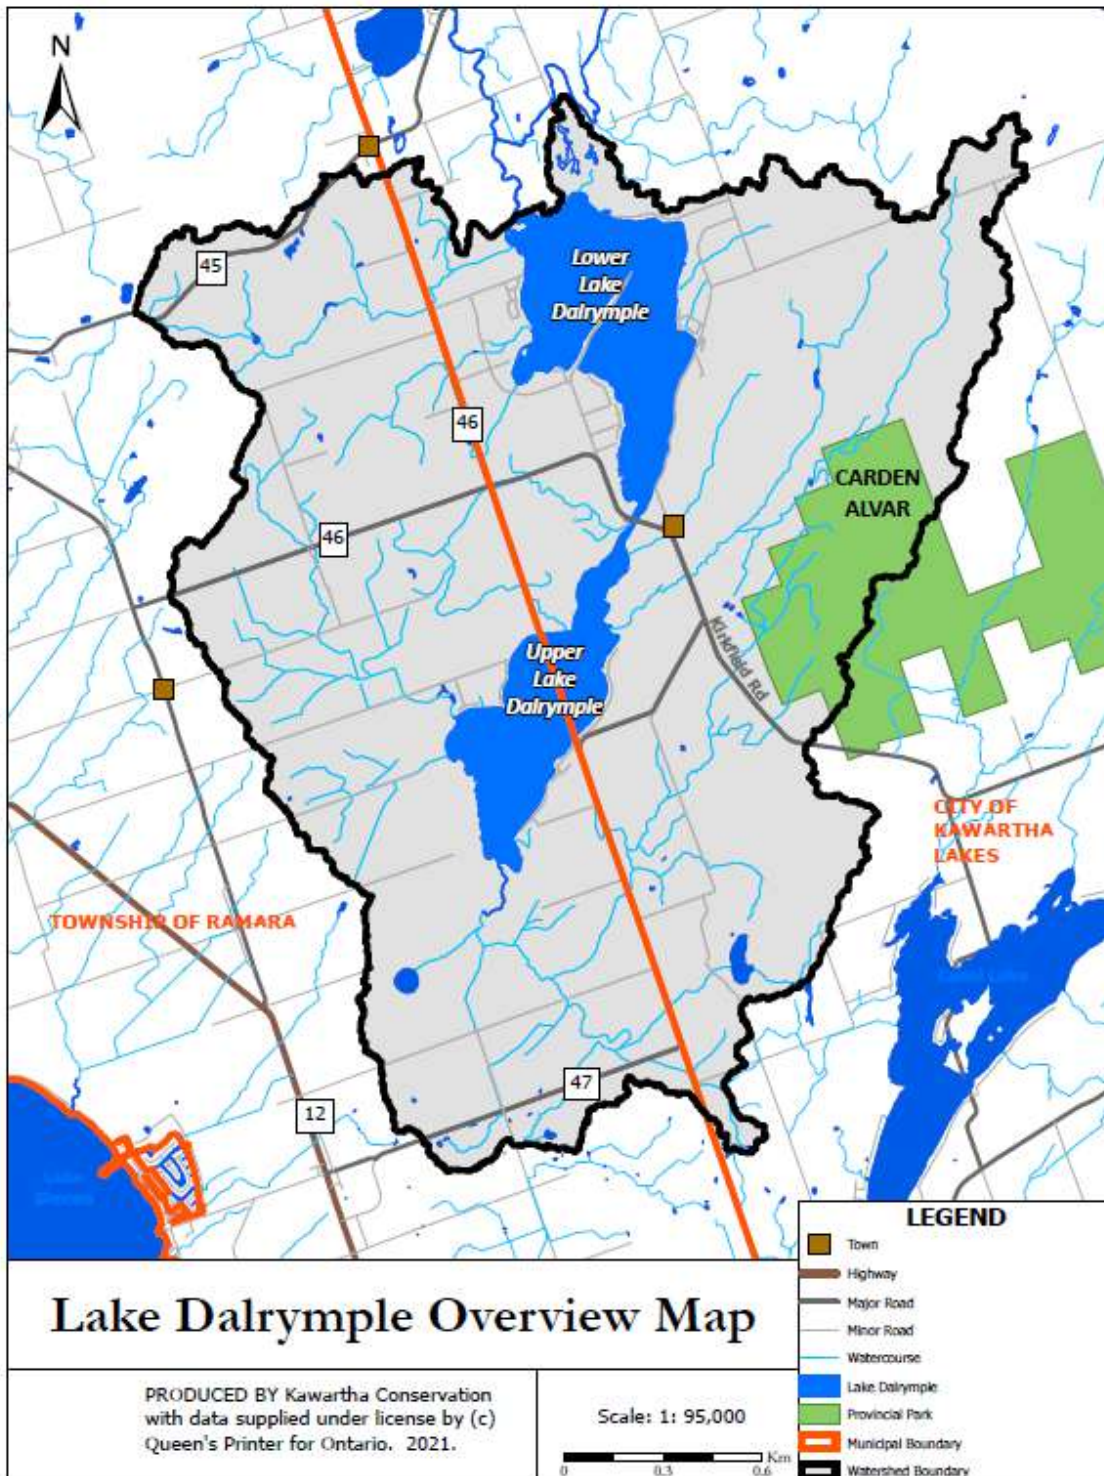 N
Lower
Lake
Dalrymple
45
46
CARDEN
ALVAR
46
Kirkfield Rd
Upper
Lake
Dalrymple
CITY OF
KAWARTHA
LAKES
TOWNSHIP OF RAMARA
47
12
LEGEND
Town
Highway
Major Road
Minor Road
Watercourse
Lake Dalrymple
Provincial Park
Municipal Boundary
Watershed Boundary
Lake Dalrymple Overview Map
PRODUCED BY Kawartha Conservation
with data supplied under license by (c)
Queen's Printer for Ontario. 2021.
Scale: 1: 95,000
Km
0 0.3 0.6